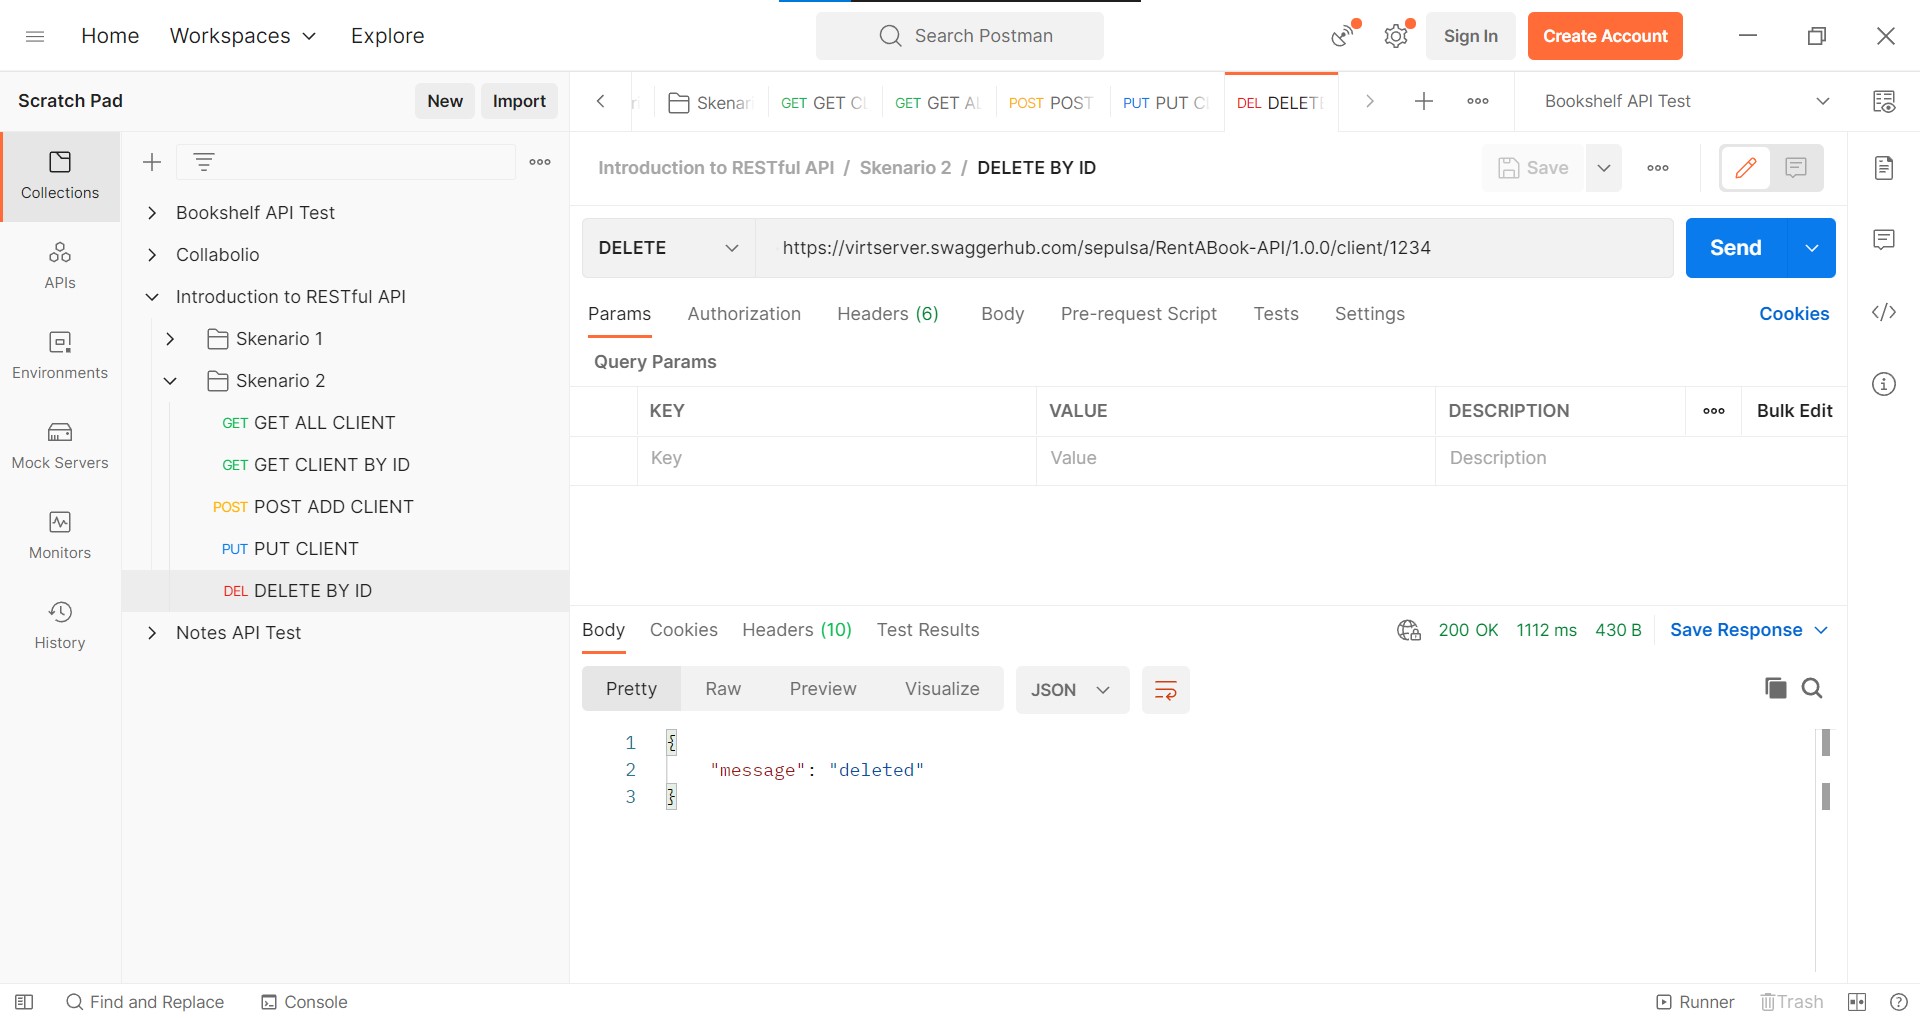 Home Workspaces Explore Search Postman Sign In Create Account
Scratch Pad New Import
Skenar GET GET CL GET GET AL POST POST PUT PUT C DEL DELETE Bookshelf API Test
Collections
APIs
Environments
Mock Servers
Monitors
History
Bookshelf API Test
Collabolio
Introduction to RESTful API
Skenario 1
Skenario 2
GET GET ALL CLIENT
GET GET CLIENT BY ID
POST POST ADD CLIENT
PUT PUT CLIENT
DEL DELETE BY ID
Notes API Test
Introduction to RESTful API / Skenario 2 / DELETE BY ID Save
DELETE https://virtserver.swaggerhub.com/sepulsa/RentABook-API/1.0.0/client/1234 Send
Params Authorization Headers (6) Body Pre-request Script Tests Settings Cookies
Query Params
KEY VALUE DESCRIPTION Bulk Edit
Key Value Description
Body Cookies Headers (10) Test Results 200 OK 1112 ms 430 B Save Response
Pretty Raw Preview Visualize JSON
1 {
2 "message": "deleted"
3 }
Find and Replace Console Runner Trash